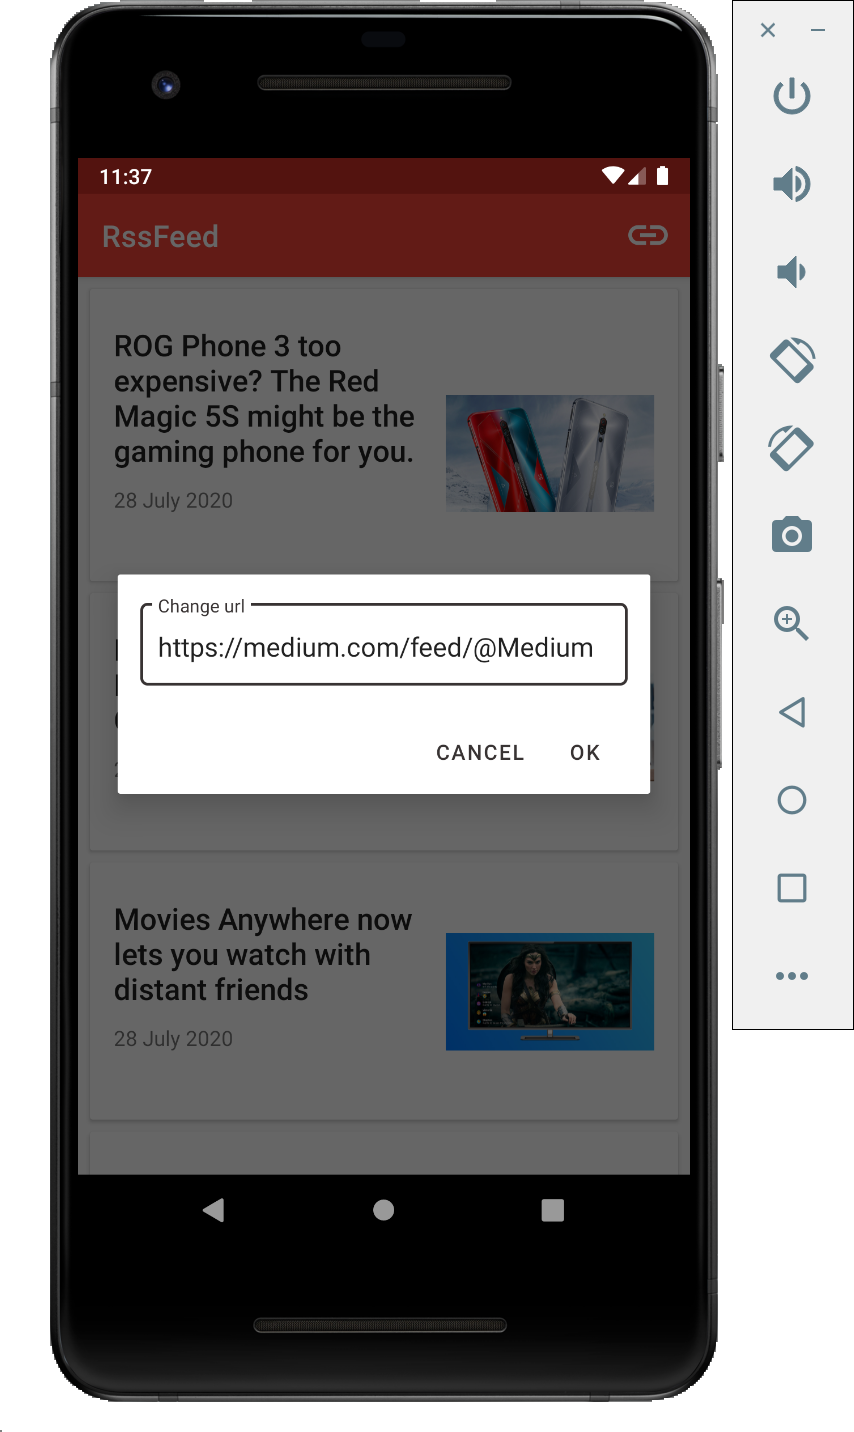 11:37
RssFeed
ROG Phone 3 too
expensive? The Red
Magic 5S might be the
gaming phone for you.
28 July 2020
Change url
https://medium.com/feed/@Medium
CANCEL OK
Movies Anywhere now
lets you watch with
distant friends
28 July 2020